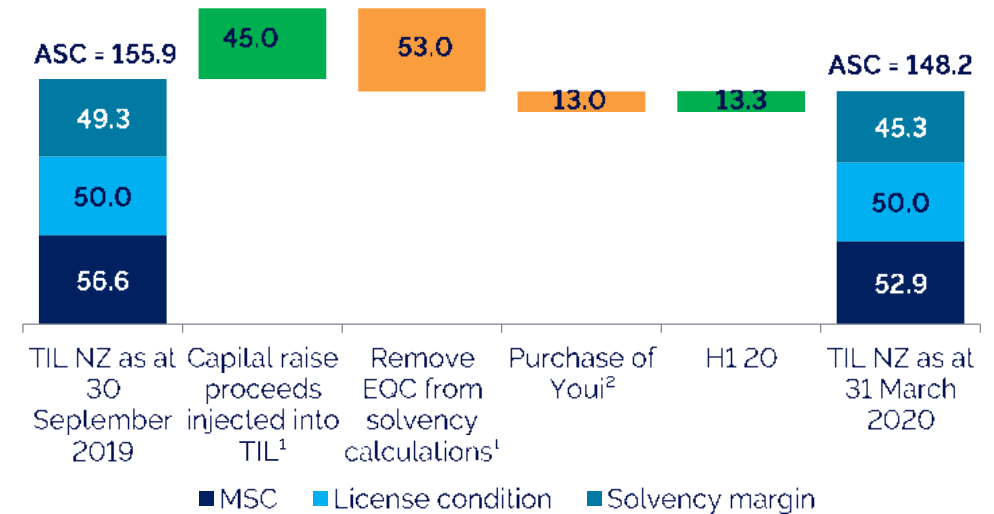 45.0
53.0
ASC = 155.9
ASC = 148.2
13.0
13.3
49.3
45.3
50.0
50.0
56.6
52.9
TIL NZ as at
30
September
2019
Capital raise
proceeds
injected into
TIL¹
Remove
EQC from
solvency
calculations¹
Purchase of
Youi²
H1 20
TIL NZ as at
31 March
2020
MSC
License condition
Solvency margin